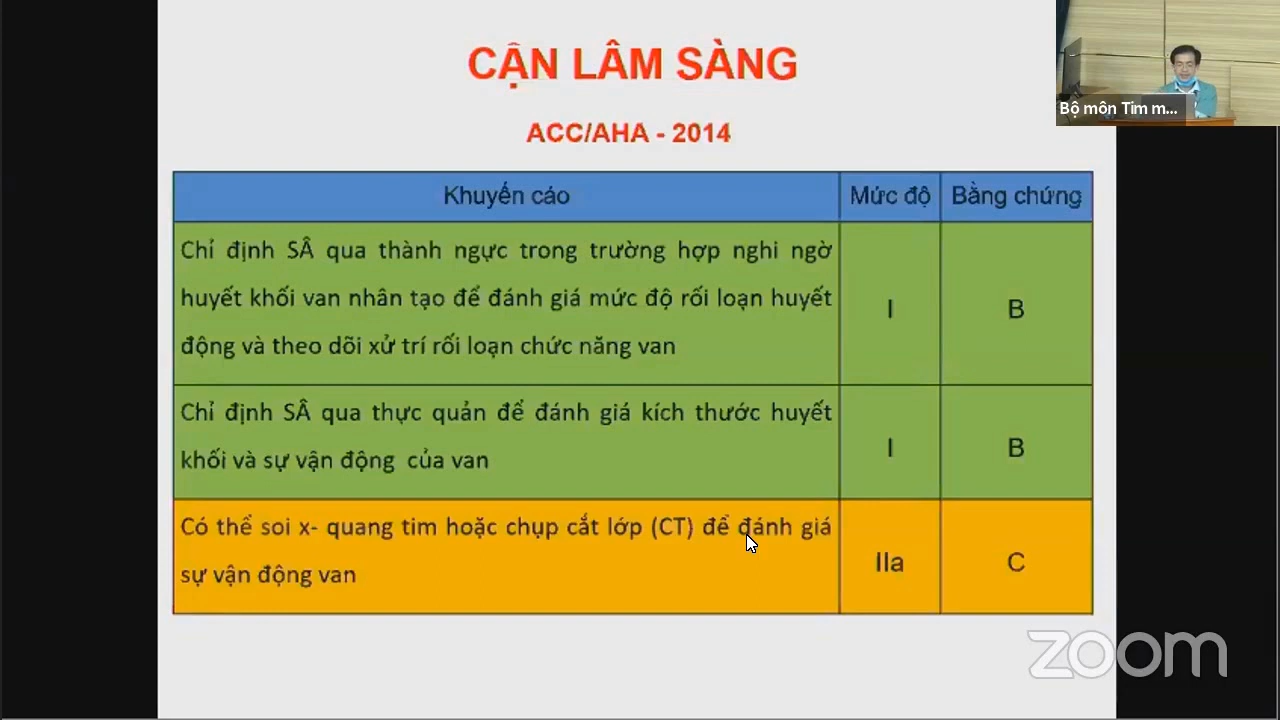 CẬN LÂM SÀNG
Bộ môn Tim m...
ACC/AHA - 2014
Khuyến cáo
Mức độ
Bằng chứng
Chỉ định SÂ qua thành ngực trong trường hợp nghi ngờ
huyết khối van nhân tạo để đánh giá mức độ rối loạn huyết
động và theo dõi xử trí rối loạn chức năng van
I
B
Chỉ định SÂ qua thực quản để đánh giá kích thước huyết
khối và sự vận động của van
I
B
Có thể soi x- quang tim hoặc chụp cắt lớp (CT) để đánh giá
sự vận động van
IIa
C
zoom